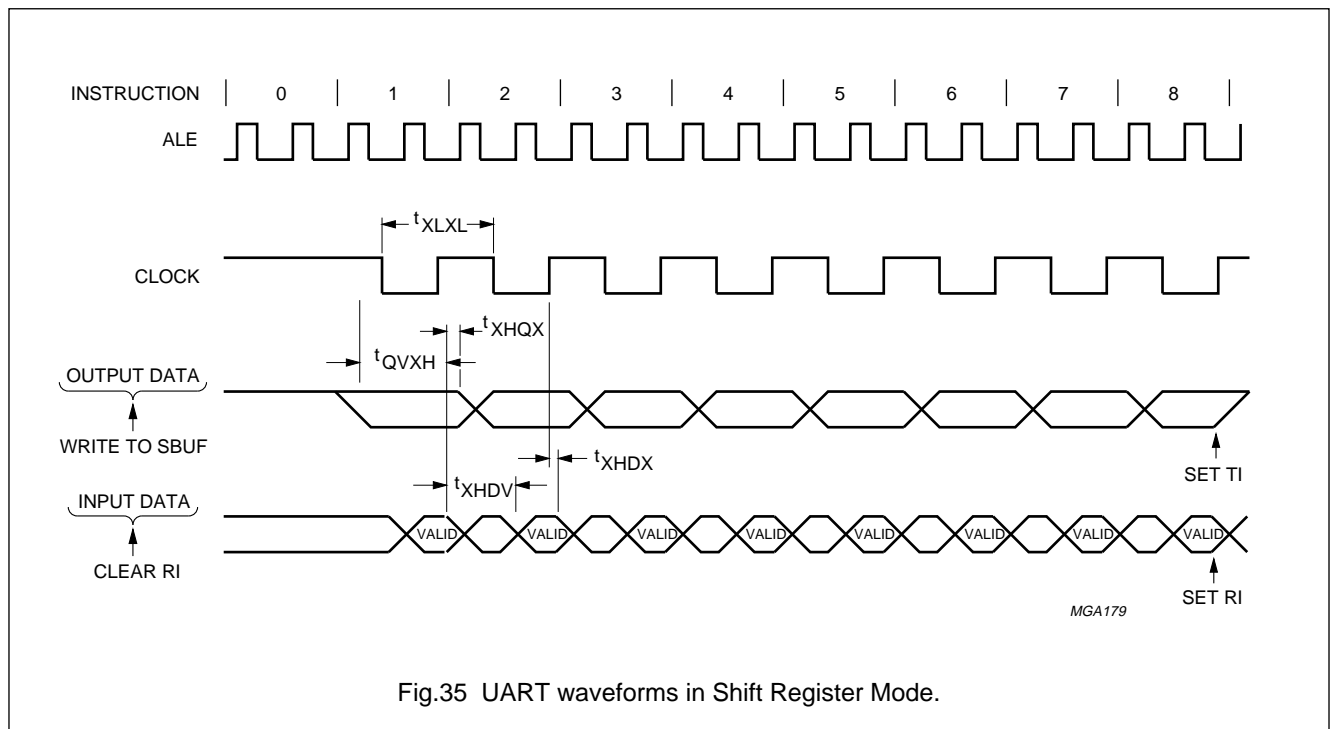 INSTRUCTION | 0 | 1 | 2 | 3 | 4 | 5 | 6 | 7 | 8 |
ALE
tXLXL
CLOCK
tXHQX
tQVXH
OUTPUT DATA
WRITE TO SBUF
SET TI
tXHDX
tXHDV
INPUT DATA
VALID VALID VALID VALID VALID VALID VALID VALID
CLEAR RI
SET RI
MGA179
Fig.35 UART waveforms in Shift Register Mode.